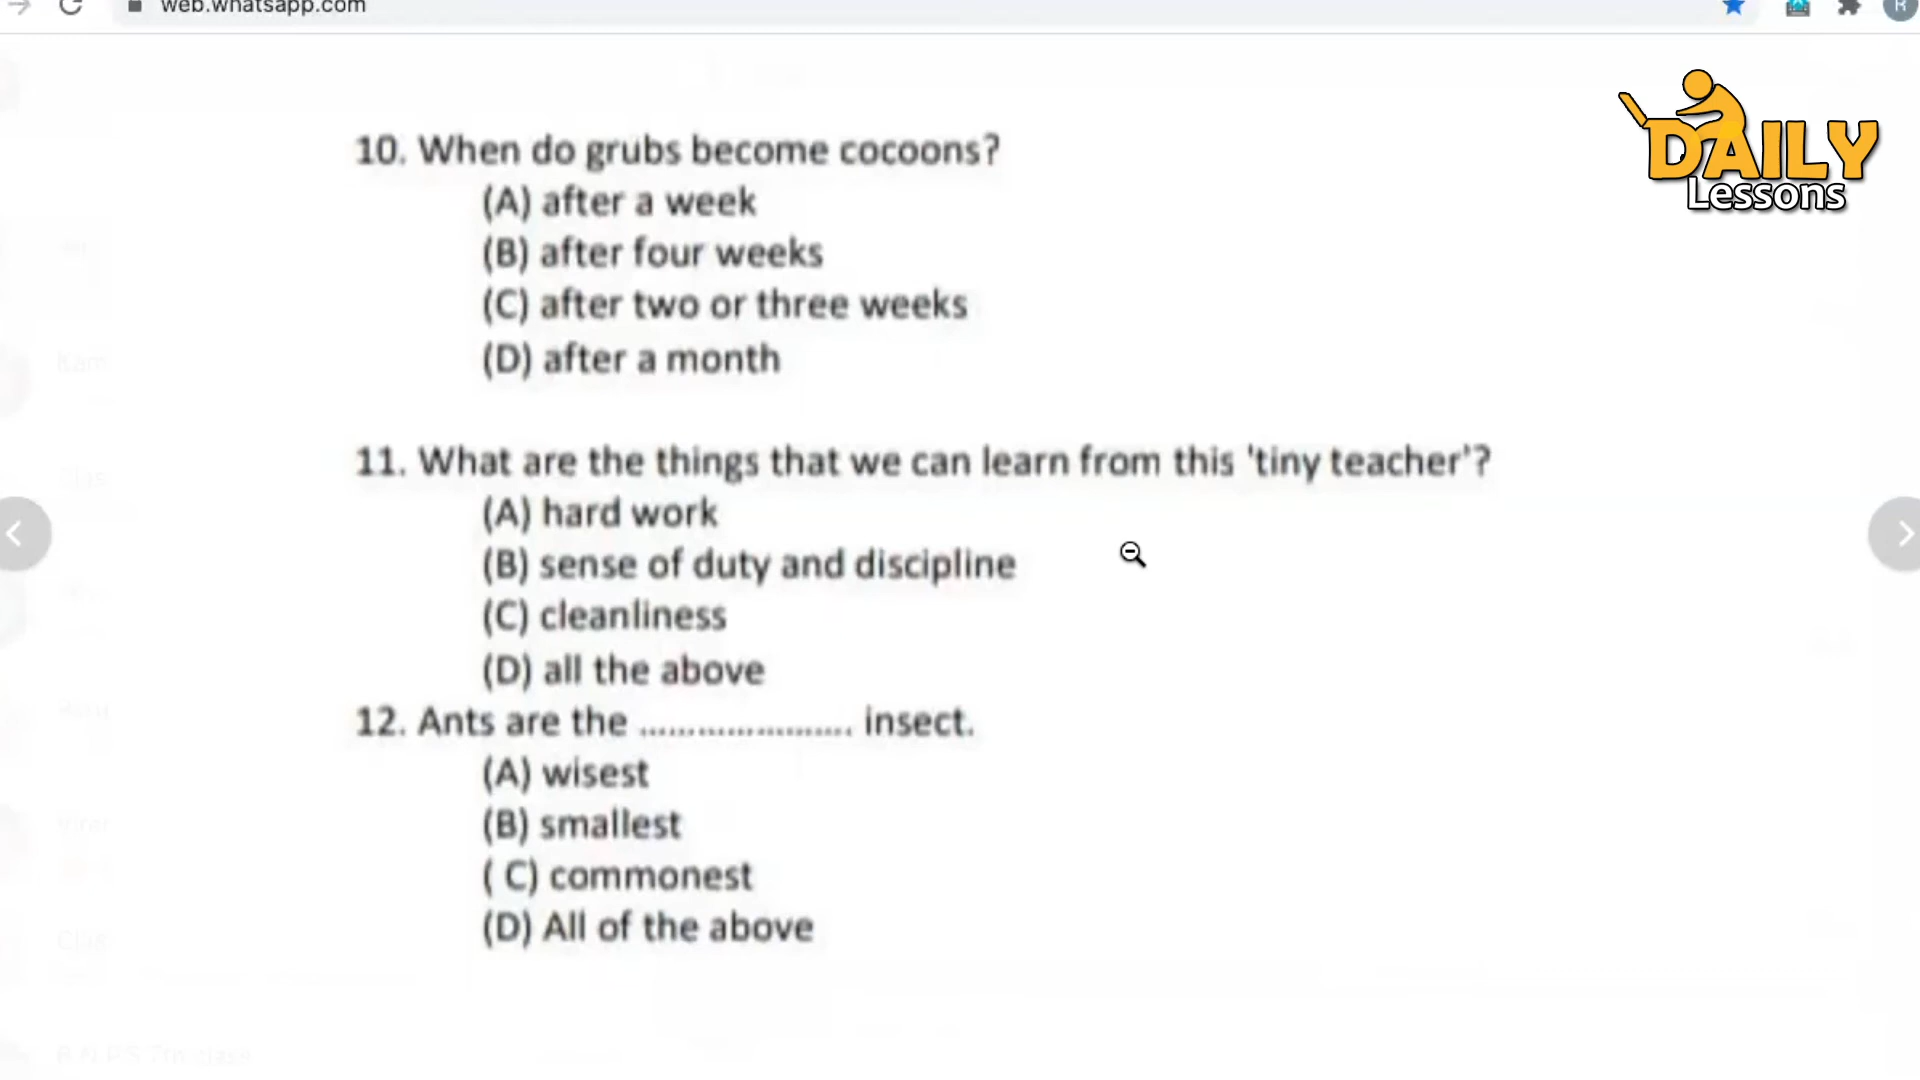 web.whatsapp.com
R
DAILY
Lessons
10. When do grubs become cocoons?
(A) after a week
(B) after four weeks
(C) after two or three weeks
(D) after a month
11. What are the things that we can learn from this 'tiny teacher'?
(A) hard work
(B) sense of duty and discipline
(C) cleanliness
(D) all the above
12. Ants are the ...................... insect.
(A) wisest
(B) smallest
( C) commonest
(D) All of the above